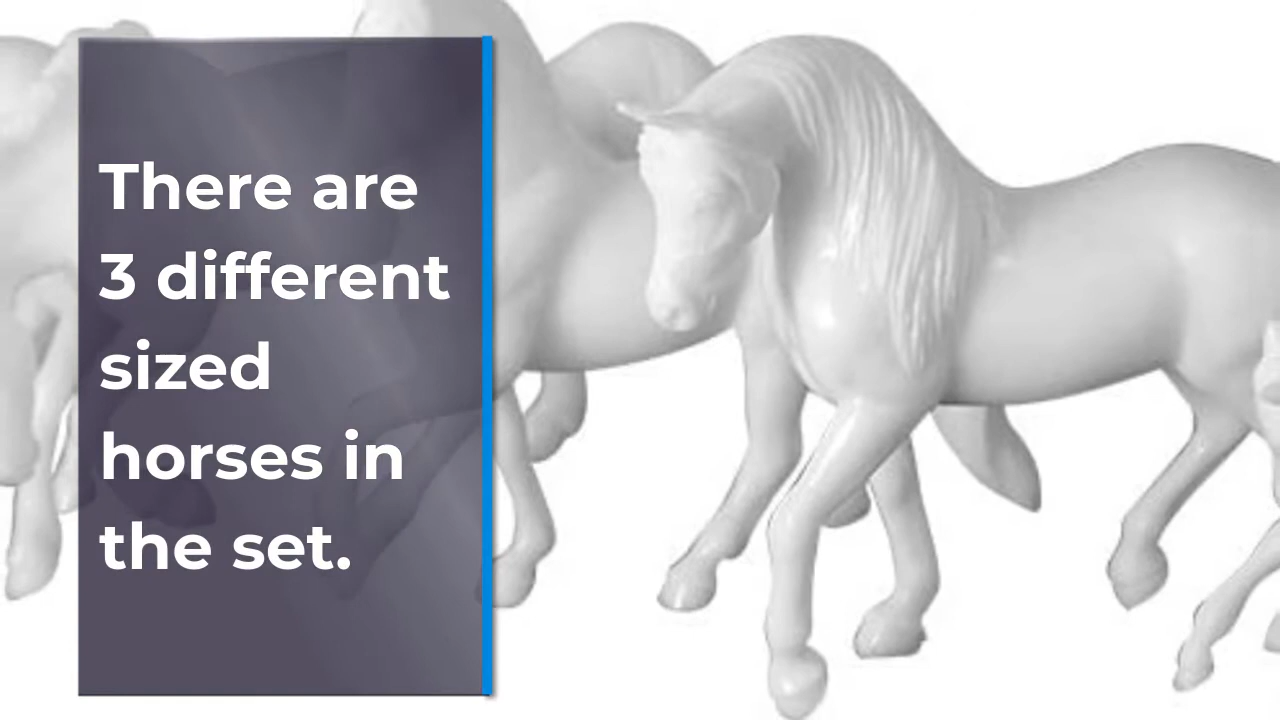 There are
3 different
sized
horses in
the set.